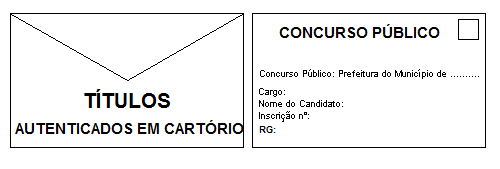 TÍTULOS
AUTENTICADOS EM CARTÓRIO
CONCURSO PÚBLICO
Concurso Público: Prefeitura do Município de ..........
Cargo:
Nome do Candidato:
Inscrição nº:
RG: